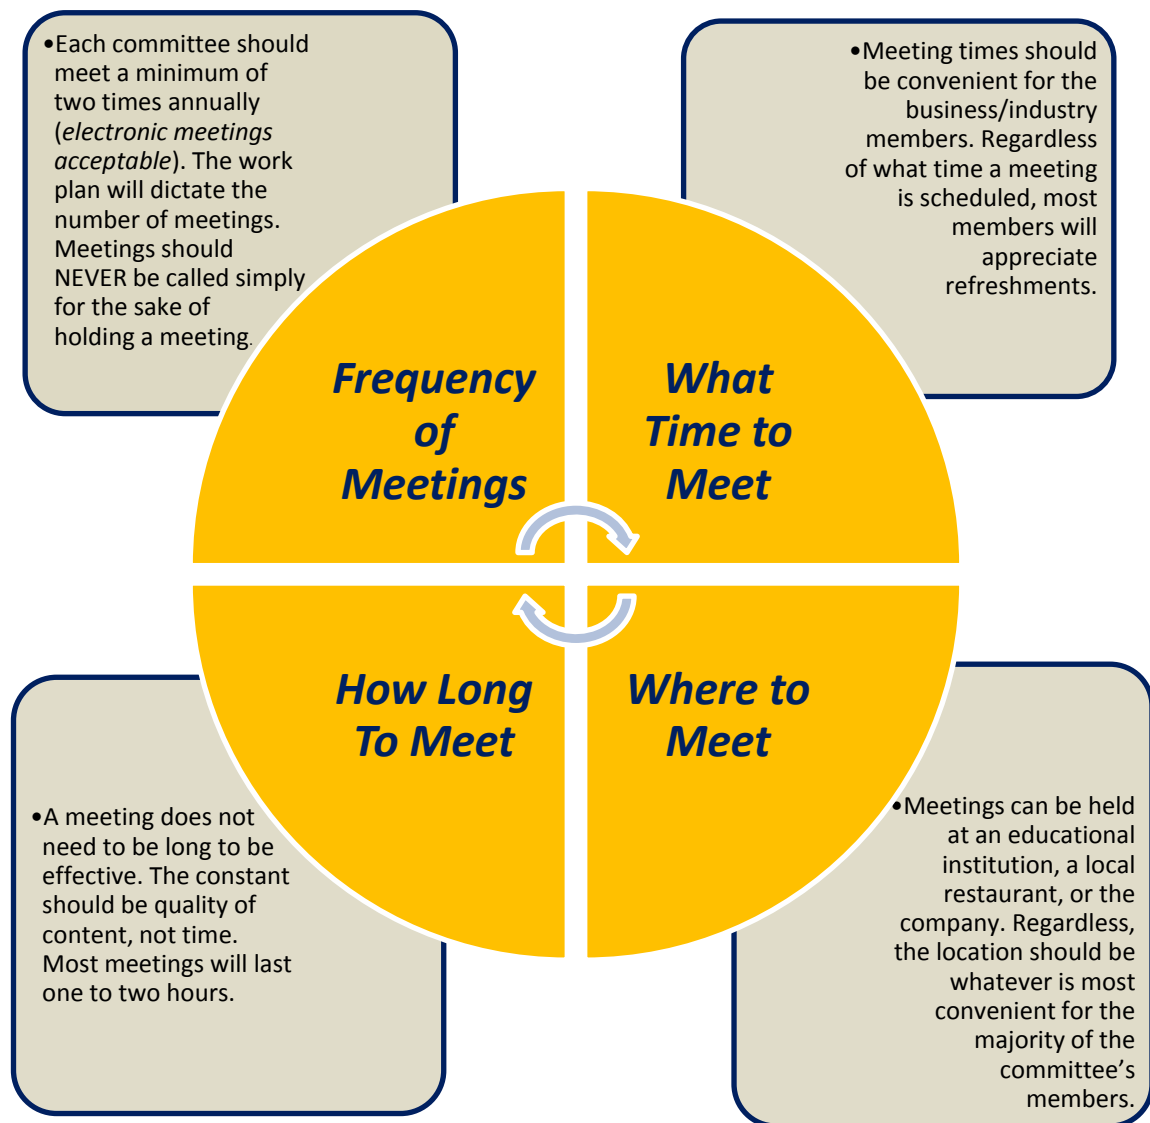 •Each committee should
meet a minimum of
two times annually
(electronic meetings
acceptable). The work
plan will dictate the
number of meetings.
Meetings should
NEVER be called simply
for the sake of
holding a meeting.
•Meeting times should
be convenient for the
business/industry
members. Regardless
of what time a meeting
is scheduled, most
members will
appreciate
refreshments.
Frequency
of
Meetings
What
Time to
Meet
How Long
To Meet
Where to
Meet
•A meeting does not
need to be long to be
effective. The constant
should be quality of
content, not time.
Most meetings will last
one to two hours.
•Meetings can be held
at an educational
institution, a local
restaurant, or the
company. Regardless,
the location should be
whatever is most
convenient for the
majority of the
committee’s
members.